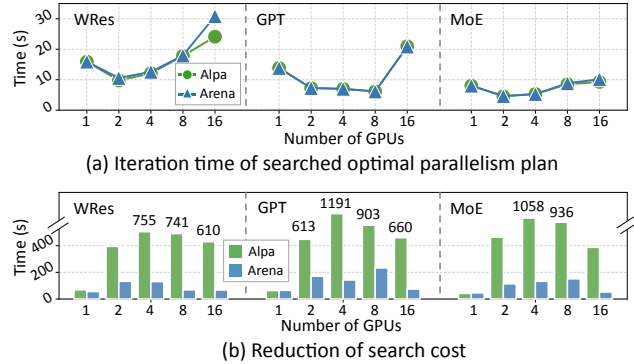 WRes GPT MoE
30
20
10
0
Time (s)
Alpa
Arena
1 2 4 8 16 1 2 4 8 16 1 2 4 8 16
Number of GPUs
(a) Iteration time of searched optimal parallelism plan
WRes 755 741 610 GPT 613 1191 903 660 MoE 1058 936
400
200
0
Time (s)
Alpa
Arena
1 2 4 8 16 1 2 4 8 16 1 2 4 8 16
Number of GPUs
(b) Reduction of search cost